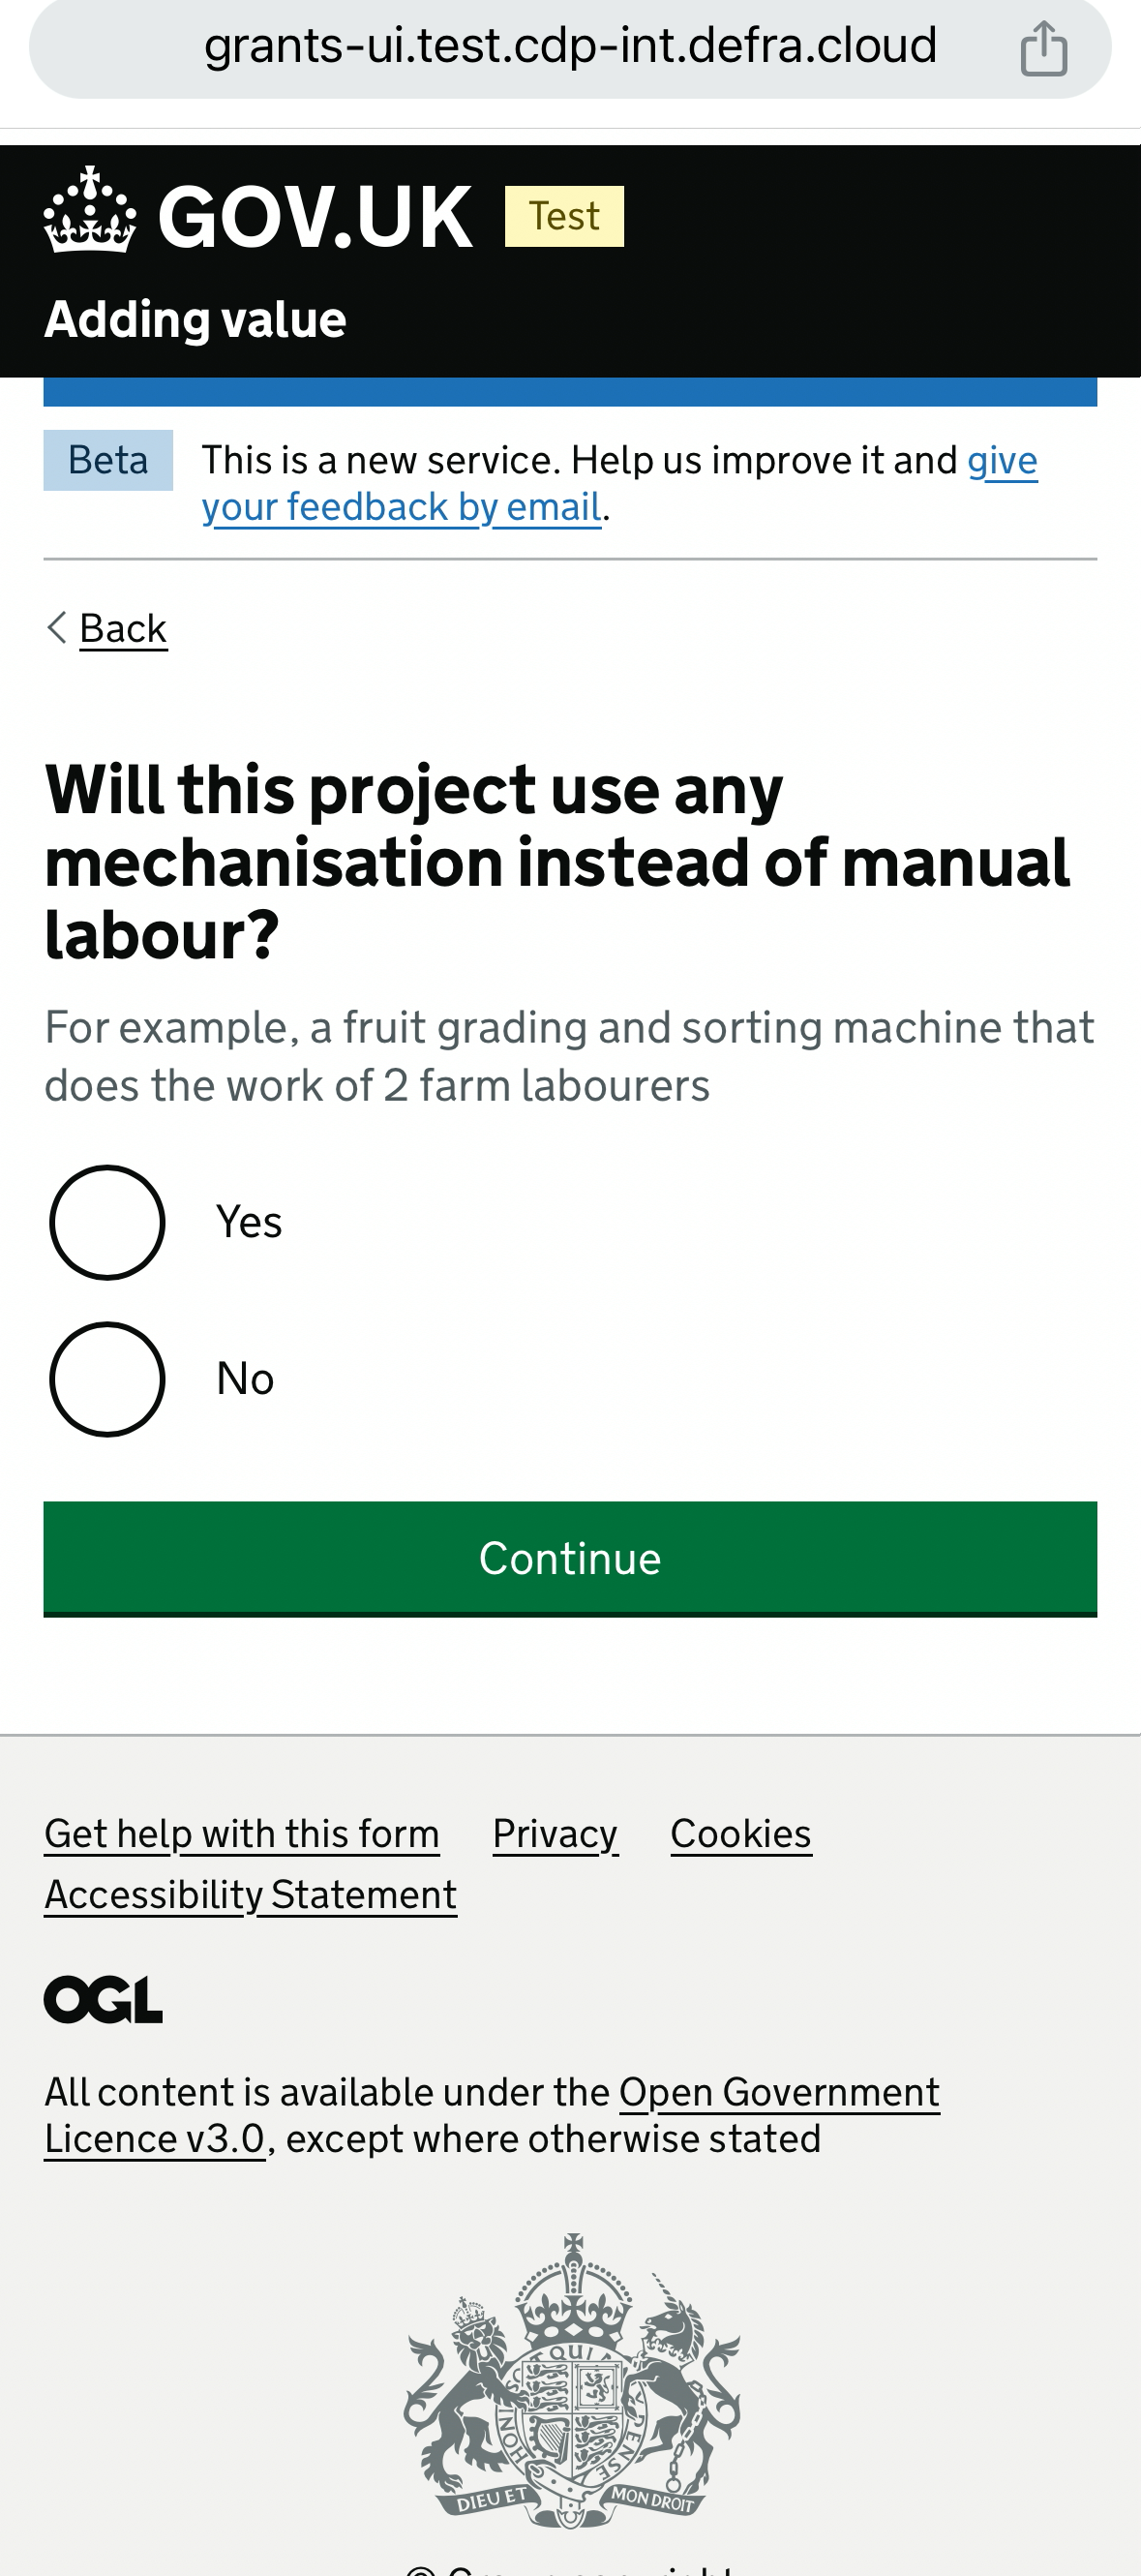 grants-ui.test.cdp-int.defra.cloud
GOV.UK Test
Adding value
Beta This is a new service. Help us improve it and give
your feedback by email.
Back
Will this project use any
mechanisation instead of manual
labour?
For example, a fruit grading and sorting machine that
does the work of 2 farm labourers
Yes
No
Continue
Get help with this form Privacy Cookies
Accessibility Statement
OGL
All content is available under the Open Government
Licence v3.0, except where otherwise stated
QUI
HON
PENSE
DIEU ET MON DROIT